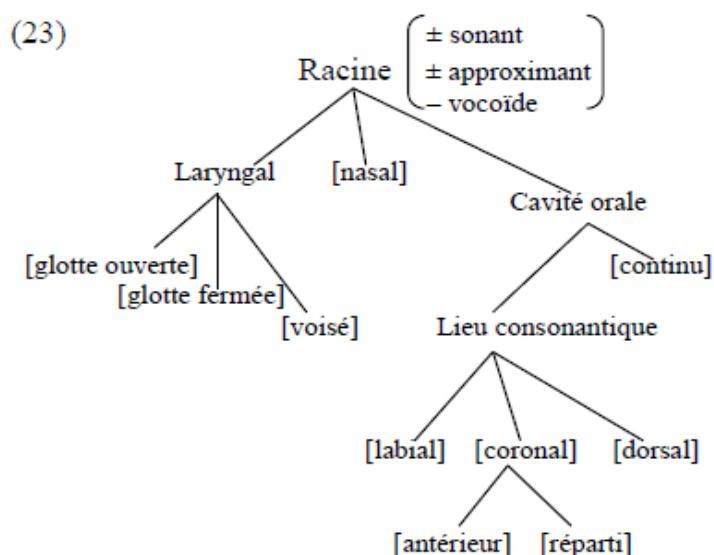 (23)
Racine
± sonant
± approximant
– vocoïde
Laryngal
[nasal]
Cavité orale
[glotte ouverte]
[glotte fermée]
[voisé]
[continu]
Lieu consonantique
[labial]
[coronal]
[dorsal]
[antérieur]
[réparti]